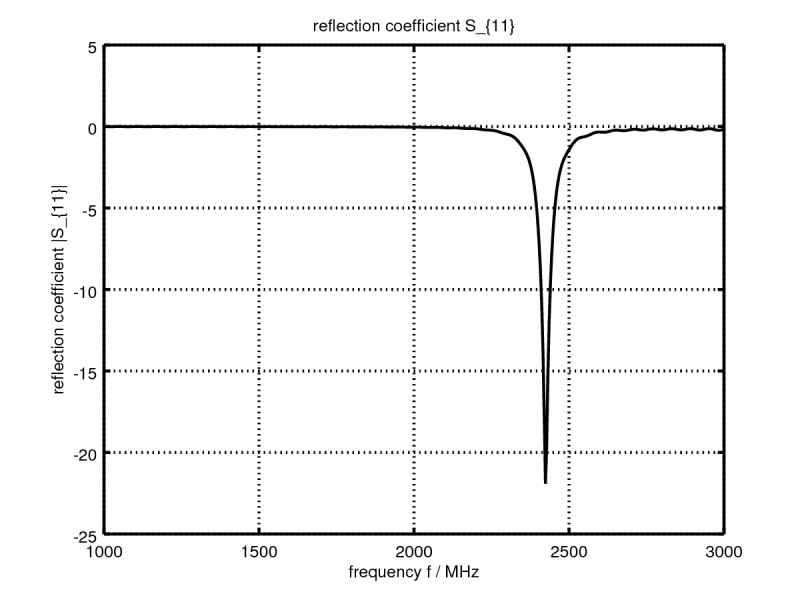 reflection coefficient S_{11}
5
0
-5
-10
-15
-20
-25
reflection coefficient |S_{11}|
1000 1500 2000 2500 3000
frequency f / MHz